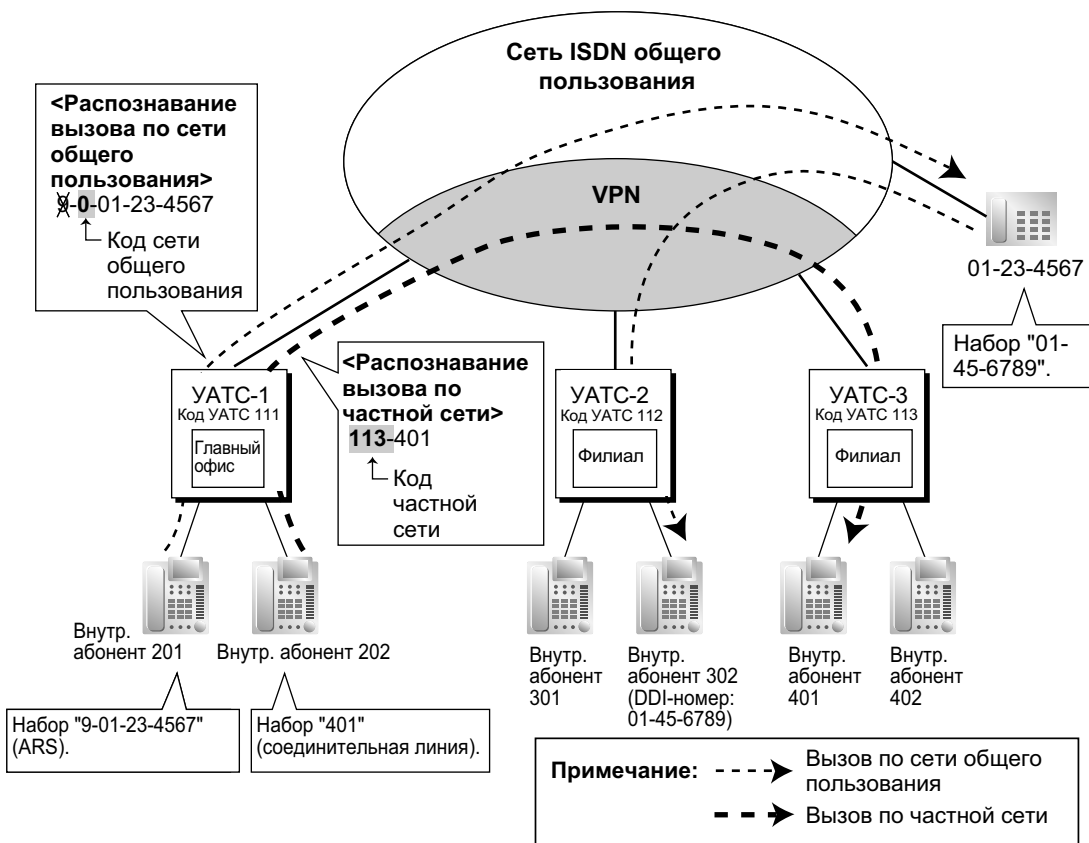 Сеть ISDN общего
пользования
<Распознавание
вызова по сети
общего
пользования>
9-0-01-23-4567
Код сети
общего
пользования
VPN
01-23-4567
Набор "01-
45-6789".
<Распознавание
вызова по
частной сети>
113-401
Код
частной
сети
УАТС-1
Код УАТС 111
Главный
офис
УАТС-2
Код УАТС 112
Филиал
УАТС-3
Код УАТС 113
Филиал
Внутр.
абонент 201
Внутр. абонент 202
Внутр.
абонент
301
Внутр.
абонент 302
(DDI-номер:
01-45-6789)
Внутр.
абонент
401
Внутр.
абонент
402
Набор "9-01-23-4567"
(ARS).
Набор "401"
(соединительная линия).
Примечание:
Вызов по сети общего
пользования
Вызов по частной сети